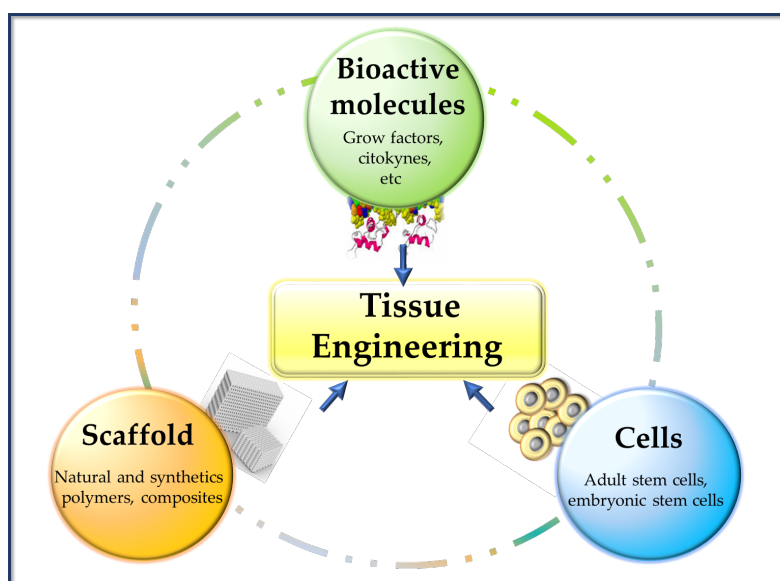 Bioactive
molecules
Grow factors,
citokynes,
etc
Tissue
Engineering
Scaffold
Natural and synthetics
polymers, composites
Cells
Adult stem cells,
embryonic stem cells